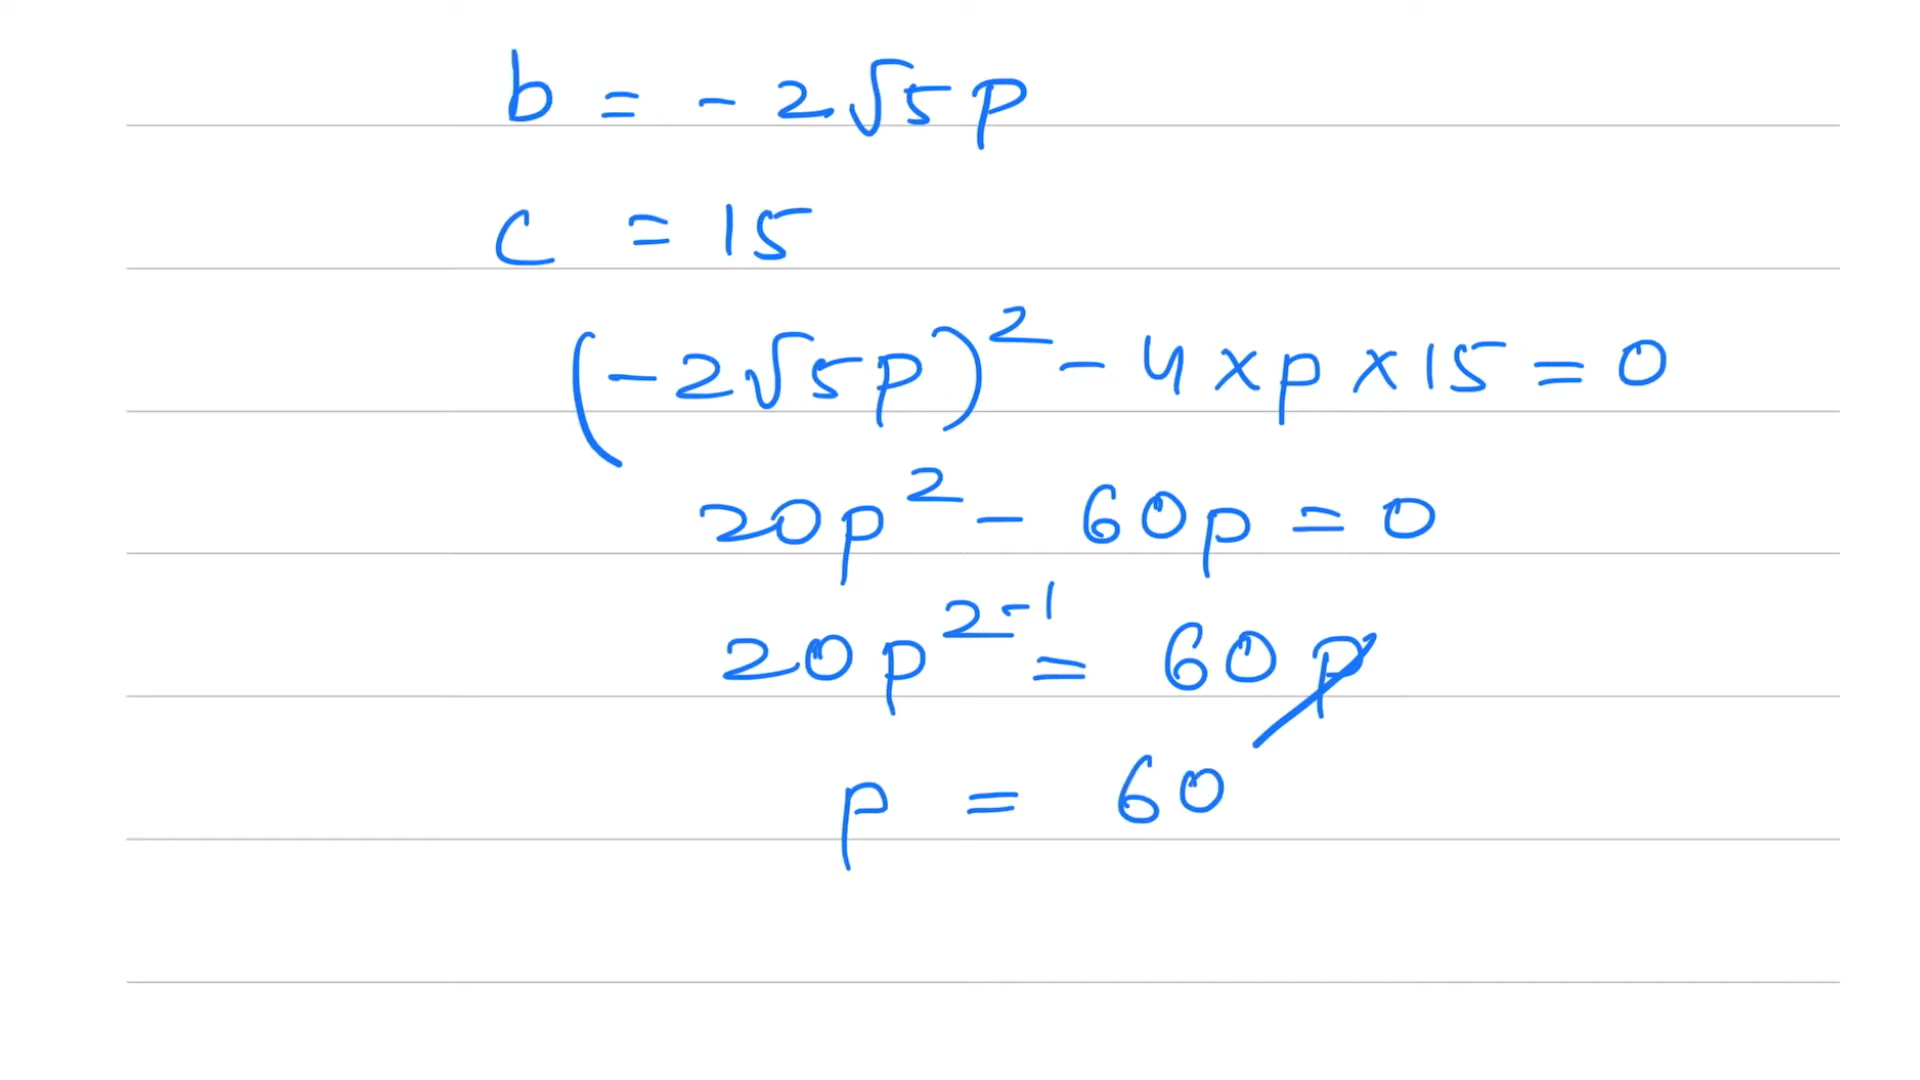 b = - 2√5p
c = 15
(-2√5p)² - 4 x p x 15 = 0
20p² - 60p = 0
20p²⁻¹ = 60p
p = 60